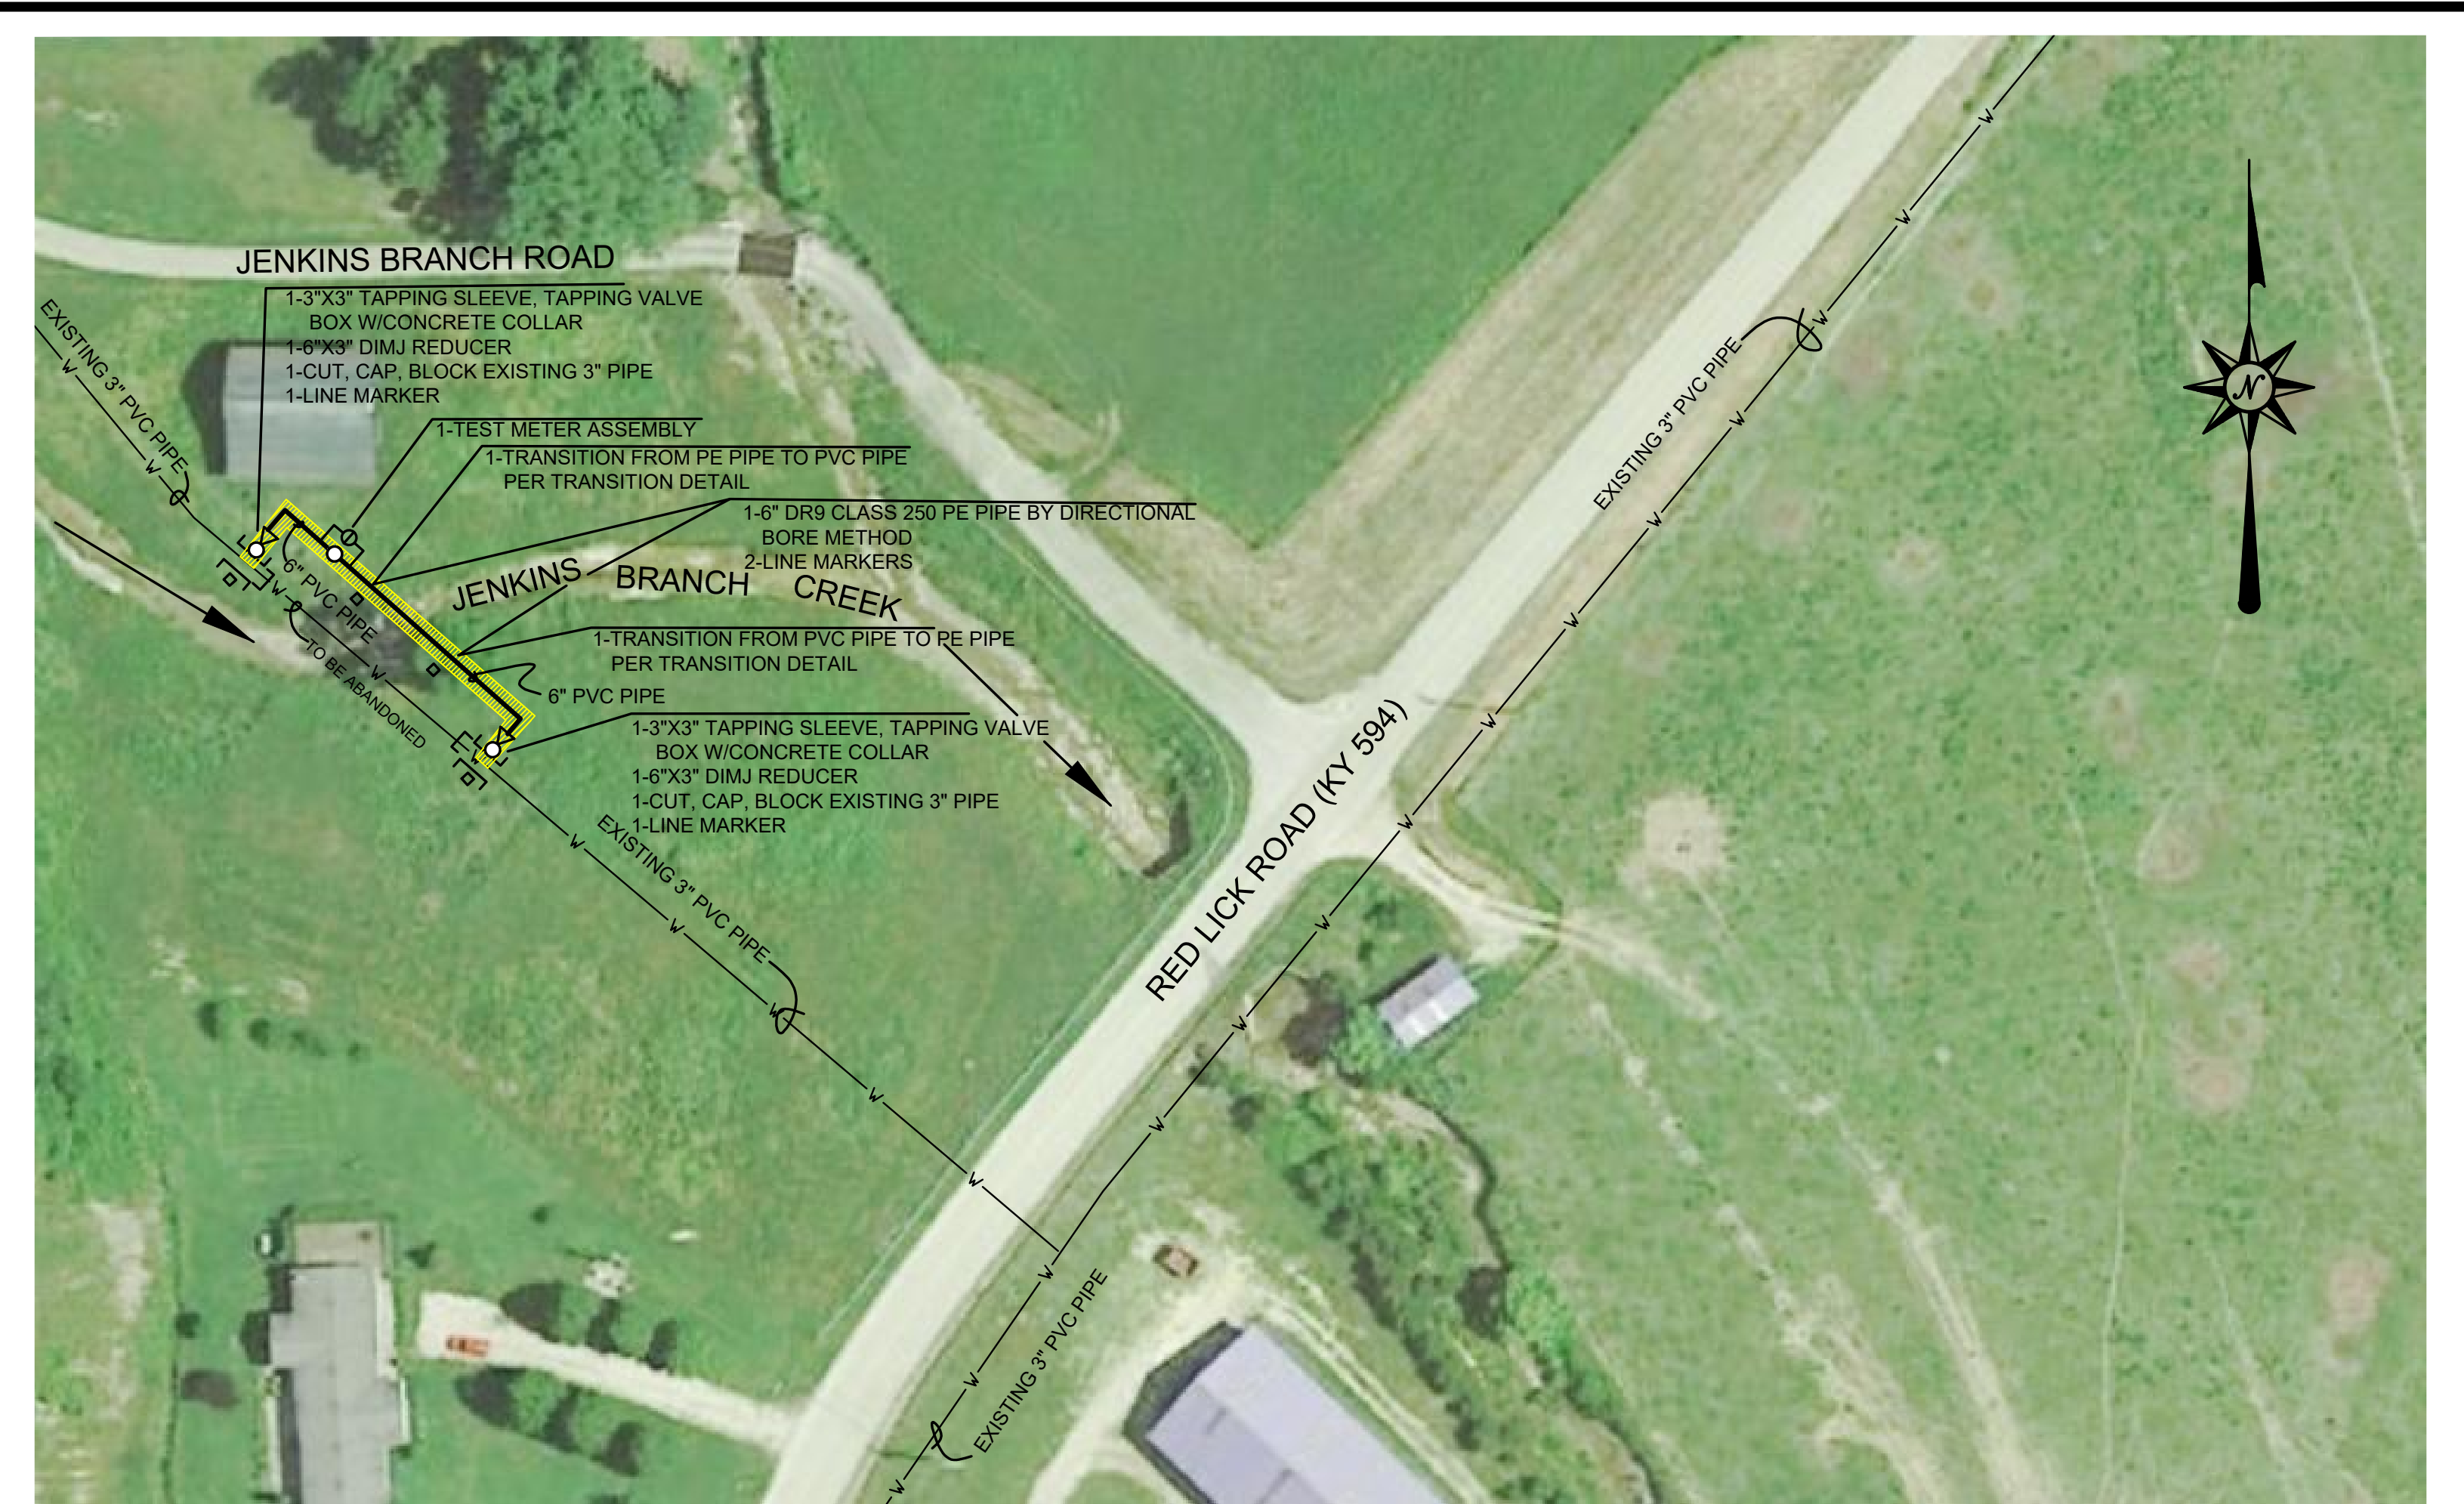 JENKINS BRANCH ROAD
1-3"X3" TAPPING SLEEVE, TAPPING VALVE
BOX W/CONCRETE COLLAR
1-6"X3" DIMJ REDUCER
1-CUT, CAP, BLOCK EXISTING 3" PIPE
1-LINE MARKER
EXISTING 3" PVC PIPE
W
W
1-TEST METER ASSEMBLY
1-TRANSITION FROM PE PIPE TO PVC PIPE
PER TRANSITION DETAIL
1-6" DR9 CLASS 250 PE PIPE BY DIRECTIONAL
BORE METHOD
2-LINE MARKERS
JENKINS BRANCH CREEK
6" PVC PIPE
W
W
W
TO BE ABANDONED
1-TRANSITION FROM PVC PIPE TO PE PIPE
PER TRANSITION DETAIL
6" PVC PIPE
1-3"X3" TAPPING SLEEVE, TAPPING VALVE
BOX W/CONCRETE COLLAR
1-6"X3" DIMJ REDUCER
1-CUT, CAP, BLOCK EXISTING 3" PIPE
1-LINE MARKER
EXISTING 3" PVC PIPE
W
W
W
W
W
RED LICK ROAD (KY 594)
EXISTING 3" PVC PIPE
W
W
W
W
W
W
W
W
W
W
W
EXISTING 3" PVC PIPE
W
W
W
N